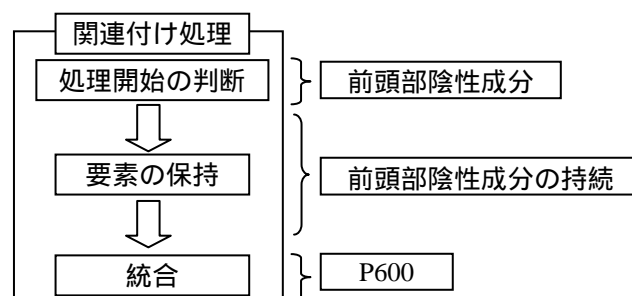 関連付け処理
処理開始の判断
前頭部陰性成分
要素の保持
前頭部陰性成分の持続
統合
P600